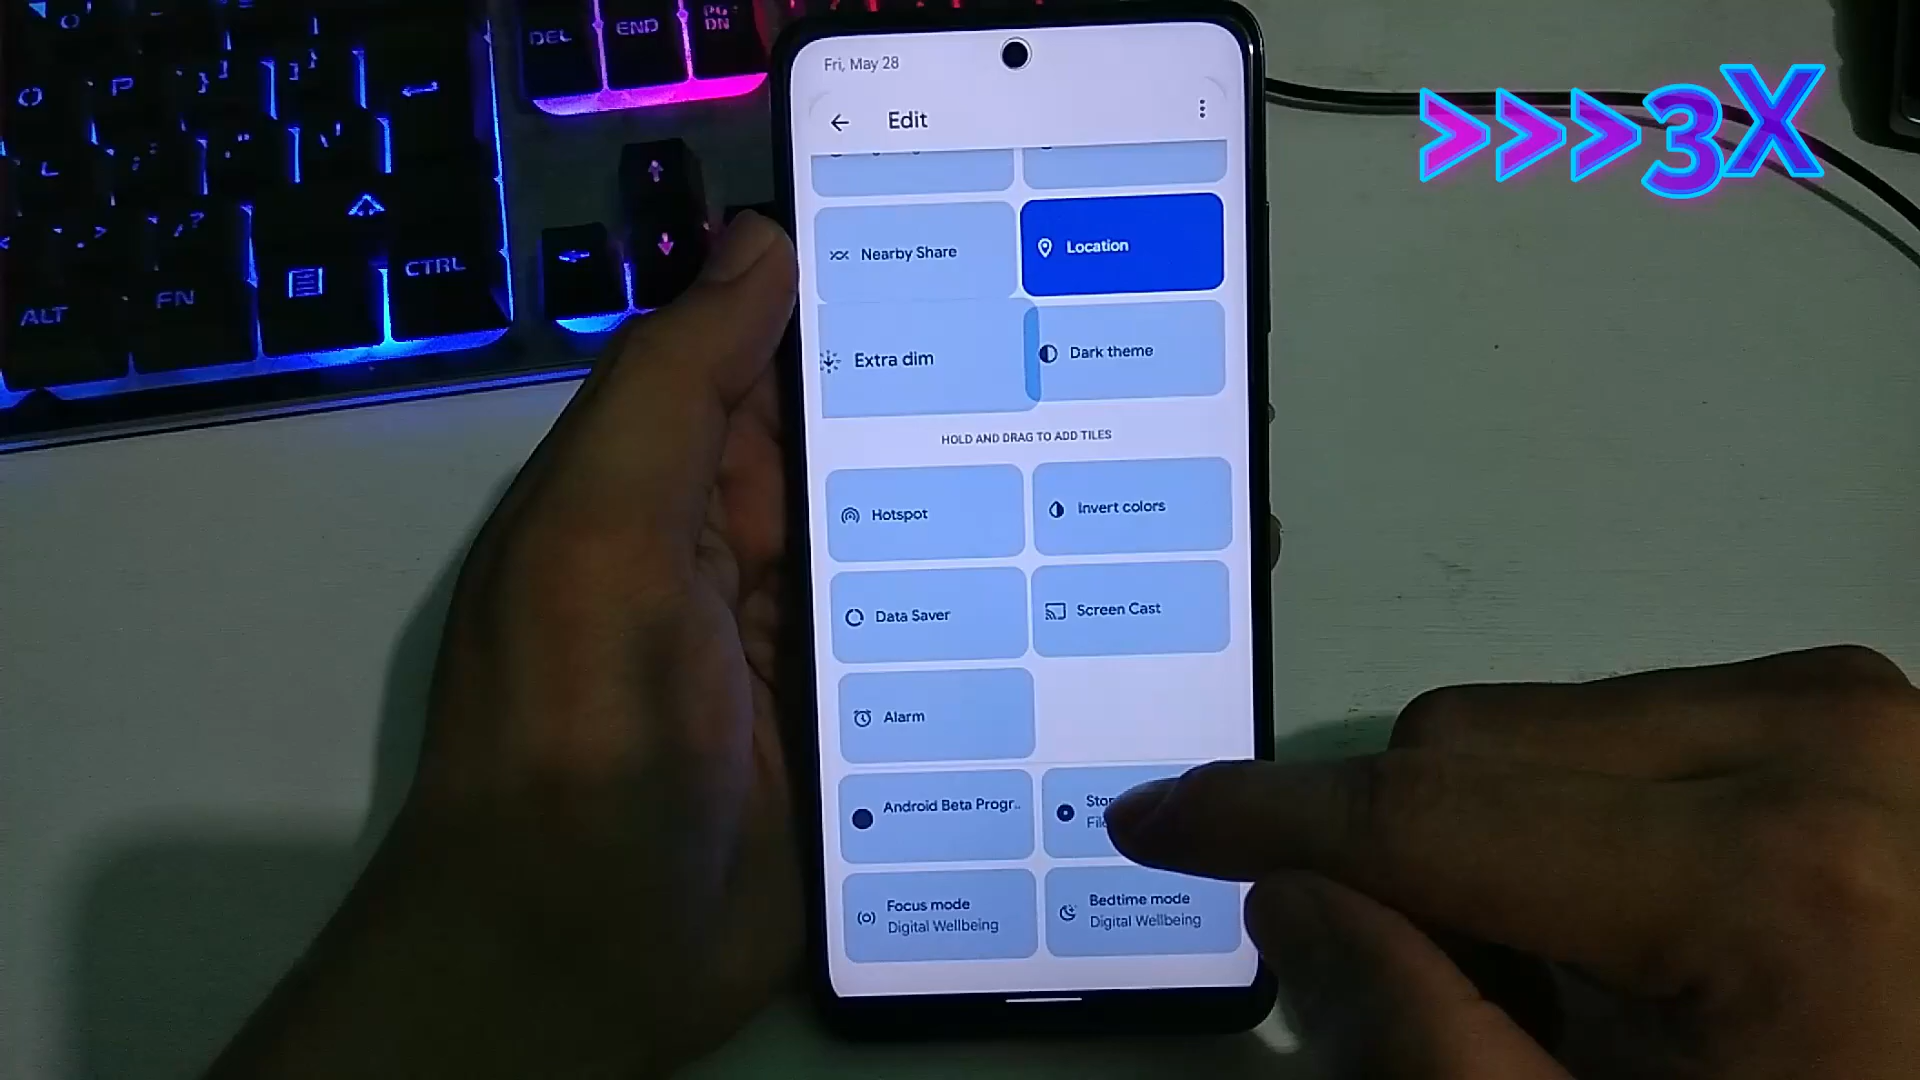 DEL
END
PG
DN
O
P
L
ALT
FN
CTRL
>>>3X
Fri, May 28
Edit
Nearby Share
Location
Extra dim
Dark theme
HOLD AND DRAG TO ADD TILES
Hotspot
Invert colors
Data Saver
Screen Cast
Alarm
Android Beta Progr..
Focus mode
Digital Wellbeing
Bedtime mode
Digital Wellbeing